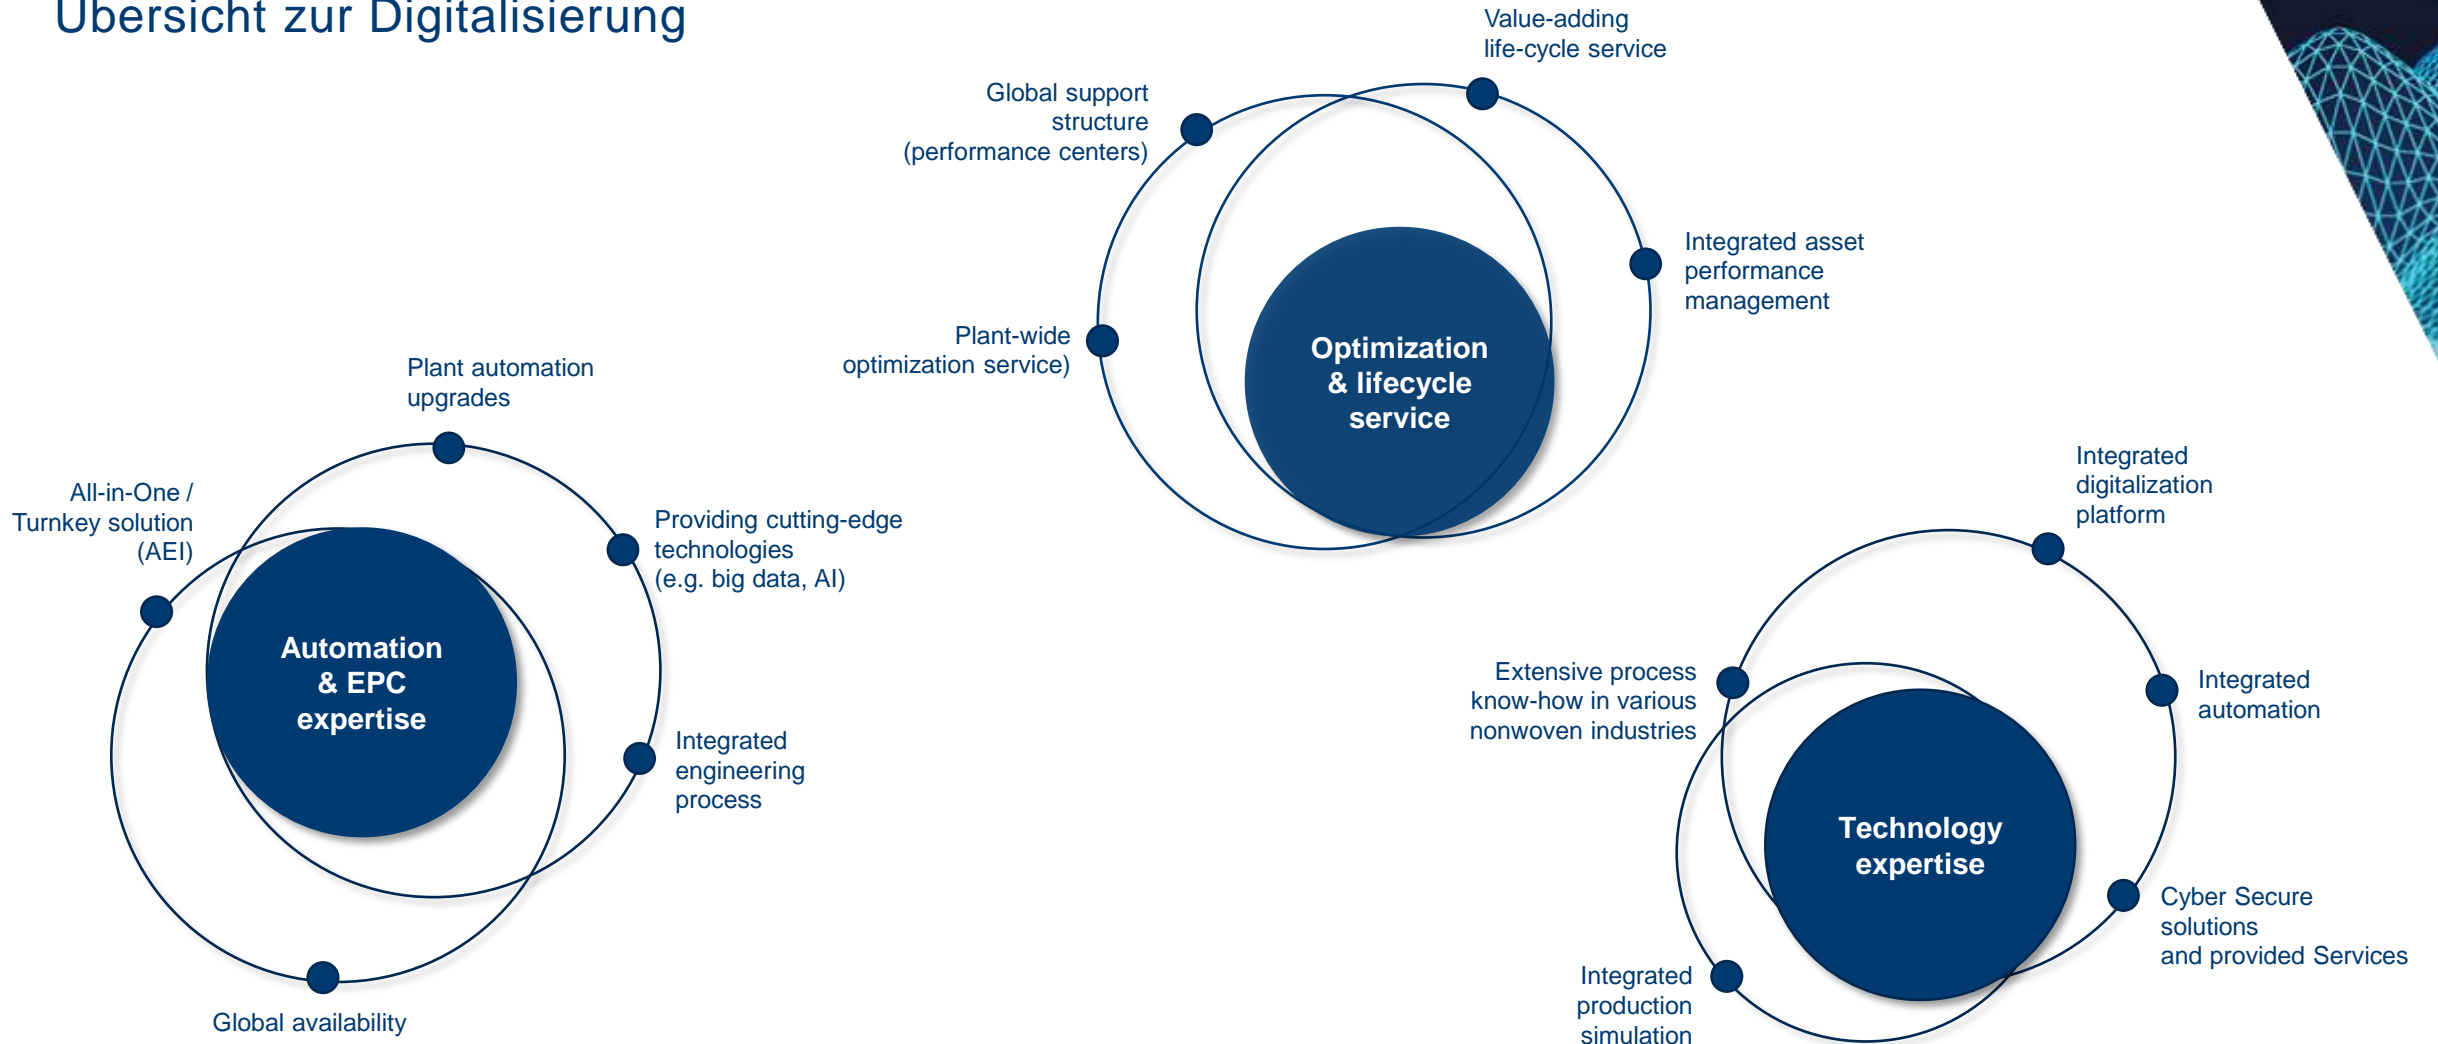 Übersicht zur Digitalisierung
Value-adding
life-cycle service
Global support
structure
(performance centers)
Integrated asset
performance
management
Plant-wide
optimization service)
Optimization
& lifecycle
service
Plant automation
upgrades
All-in-One /
Turnkey solution
(AEI)
Providing cutting-edge
technologies
(e.g. big data, AI)
Automation
& EPC
expertise
Integrated
engineering
process
Global availability
Integrated
digitalization
platform
Extensive process
know-how in various
nonwoven industries
Integrated
automation
Technology
expertise
Cyber Secure
solutions
and provided Services
Integrated
production
simulation